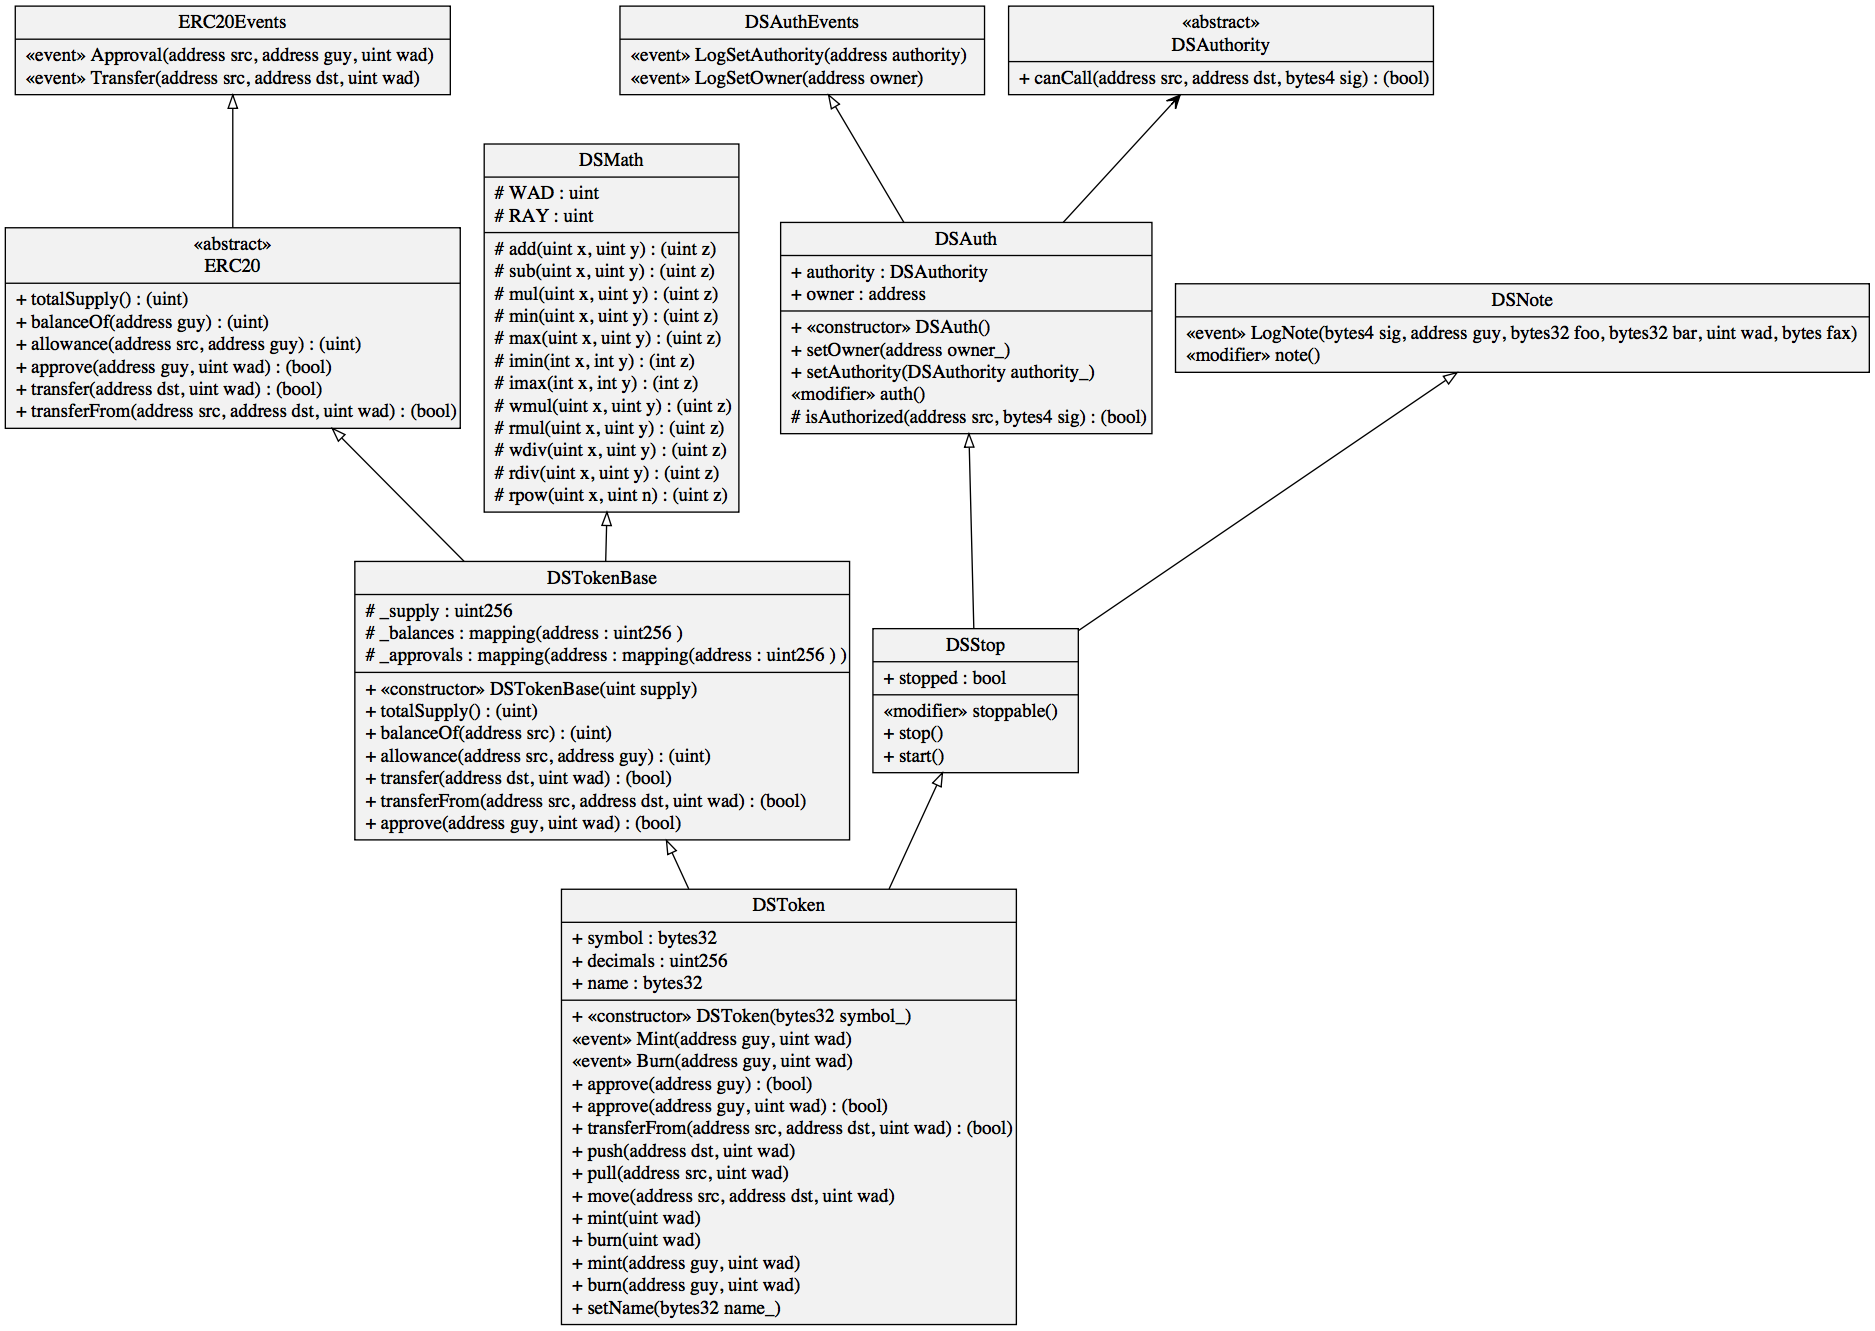 ERC20Events
«event» Approval(address src, address guy, uint wad)
«event» Transfer(address src, address dst, uint wad)
DSAuthEvents
«event» LogSetAuthority(address authority)
«event» LogSetOwner(address owner)
«abstract»
DSAuthority
+ canCall(address src, address dst, bytes4 sig) : (bool)
DSMath
# WAD : uint
# RAY : uint
# add(uint x, uint y) : (uint z)
# sub(uint x, uint y) : (uint z)
# mul(uint x, uint y) : (uint z)
# min(uint x, uint y) : (uint z)
# max(uint x, uint y) : (uint z)
# imin(int x, int y) : (int z)
# imax(int x, int y) : (int z)
# wmul(uint x, uint y) : (uint z)
# rmul(uint x, uint y) : (uint z)
# wdiv(uint x, uint y) : (uint z)
# rdiv(uint x, uint y) : (uint z)
# rpow(uint x, uint n) : (uint z)
«abstract»
ERC20
+ totalSupply() : (uint)
+ balanceOf(address guy) : (uint)
+ allowance(address src, address guy) : (uint)
+ approve(address guy, uint wad) : (bool)
+ transfer(address dst, uint wad) : (bool)
+ transferFrom(address src, address dst, uint wad) : (bool)
DSAuth
+ authority : DSAuthority
+ owner : address
+ «constructor» DSAuth()
+ setOwner(address owner_)
+ setAuthority(DSAuthority authority_)
«modifier» auth()
# isAuthorized(address src, bytes4 sig) : (bool)
DSNote
«event» LogNote(bytes4 sig, address guy, bytes32 foo, bytes32 bar, uint wad, bytes fax)
«modifier» note()
DSTokenBase
# _supply : uint256
# _balances : mapping(address : uint256 )
# _approvals : mapping(address : mapping(address : uint256 ) )
+ «constructor» DSTokenBase(uint supply)
+ totalSupply() : (uint)
+ balanceOf(address src) : (uint)
+ allowance(address src, address guy) : (uint)
+ transfer(address dst, uint wad) : (bool)
+ transferFrom(address src, address dst, uint wad) : (bool)
+ approve(address guy, uint wad) : (bool)
DSStop
+ stopped : bool
«modifier» stoppable()
+ stop()
+ start()
DSToken
+ symbol : bytes32
+ decimals : uint256
+ name : bytes32
+ «constructor» DSToken(bytes32 symbol_)
«event» Mint(address guy, uint wad)
«event» Burn(address guy, uint wad)
+ approve(address guy) : (bool)
+ approve(address guy, uint wad) : (bool)
+ transferFrom(address src, address dst, uint wad) : (bool)
+ push(address dst, uint wad)
+ pull(address src, uint wad)
+ move(address src, address dst, uint wad)
+ mint(uint wad)
+ burn(uint wad)
+ mint(address guy, uint wad)
+ burn(address guy, uint wad)
+ setName(bytes32 name_)